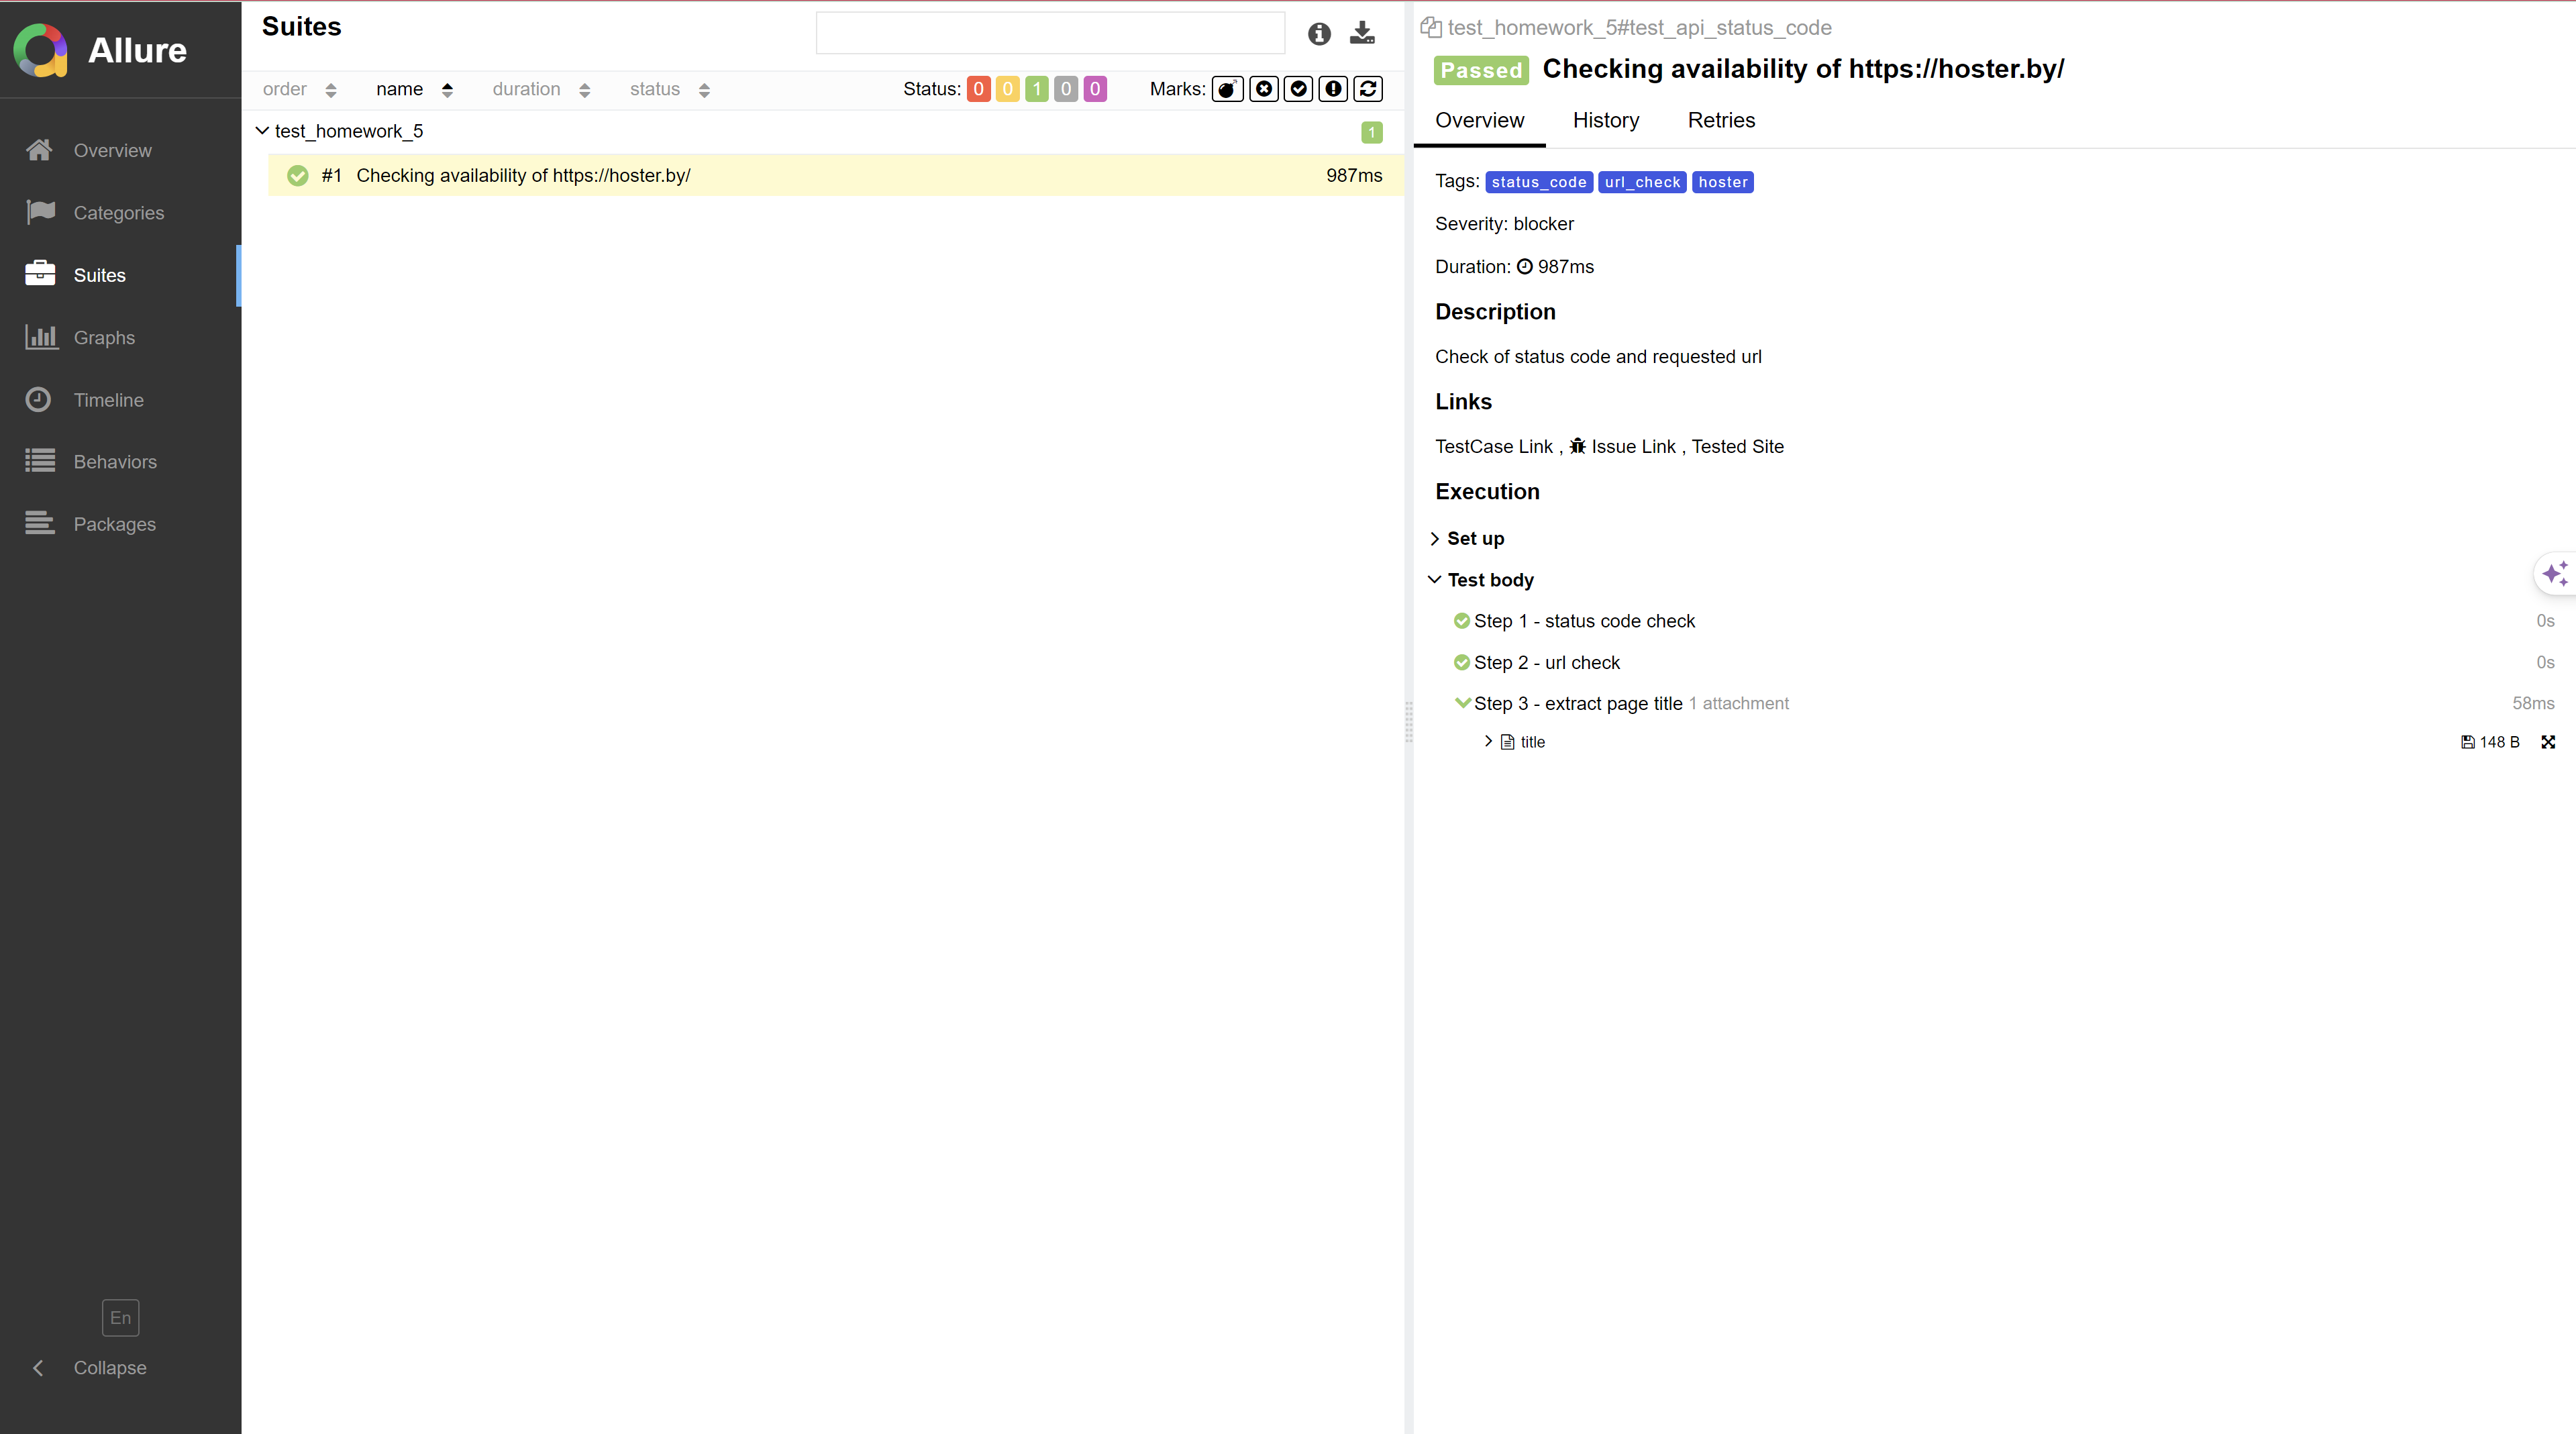 Allure
Overview
Categories
Suites
Graphs
Timeline
Behaviors
Packages
En
Collapse
Suites
order name duration status Status: 0 0 1 0 0 Marks:
test_homework_5 1
#1 Checking availability of https://hoster.by/ 987ms
test_homework_5#test_api_status_code
Passed Checking availability of https://hoster.by/
Overview History Retries
Tags: status_code url_check hoster
Severity: blocker
Duration: 987ms
Description
Check of status code and requested url
Links
TestCase Link , Issue Link , Tested Site
Execution
Set up
Test body
Step 1 - status code check 0s
Step 2 - url check 0s
Step 3 - extract page title 1 attachment 58ms
title 148 B